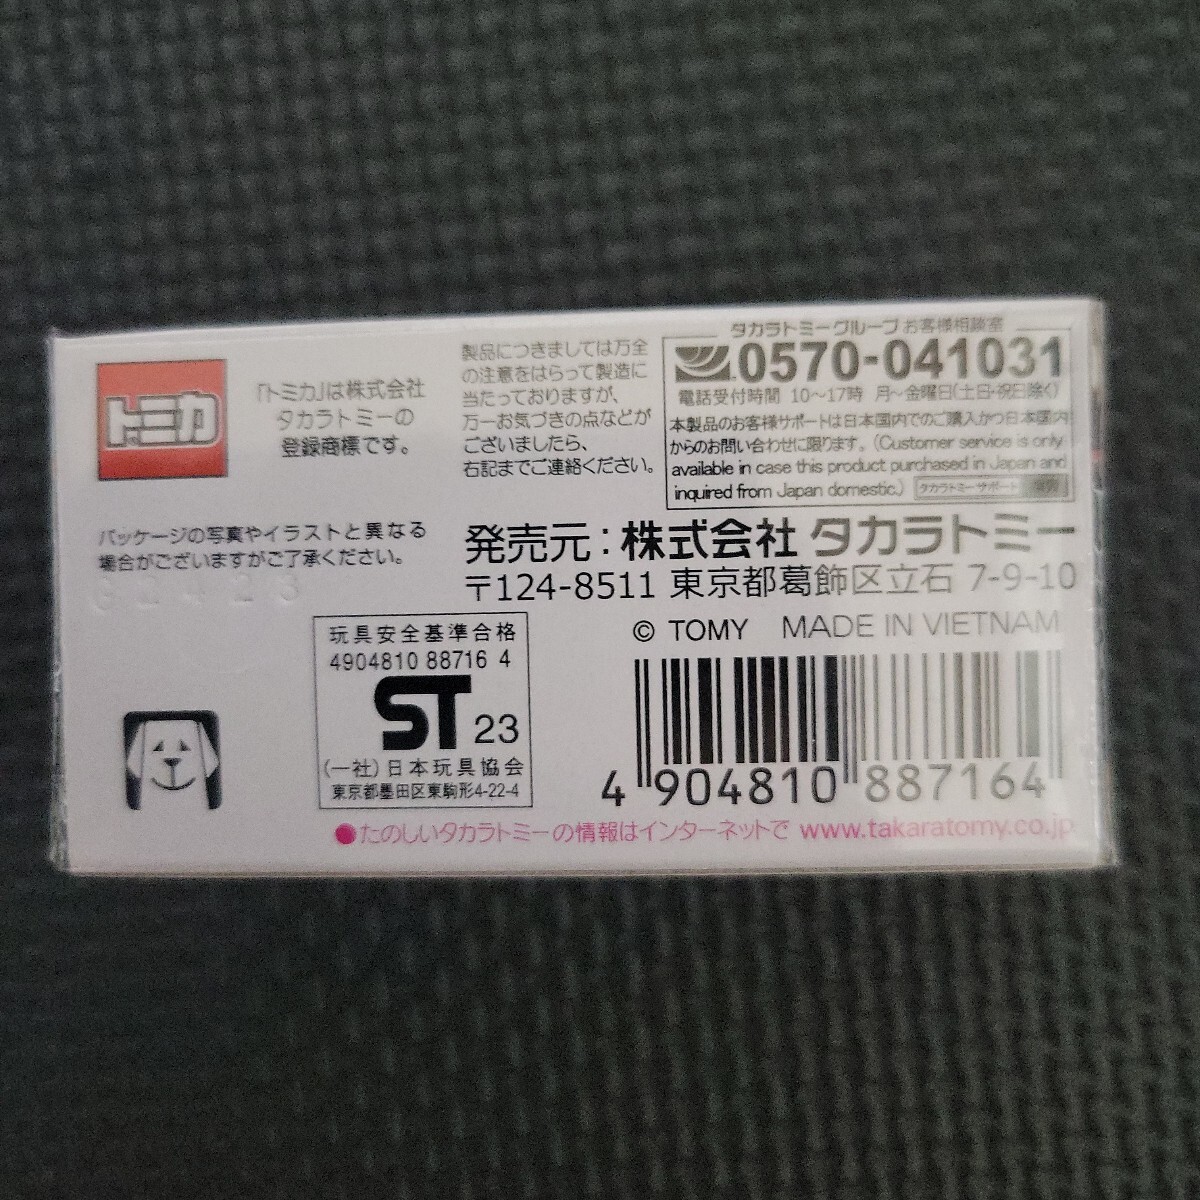 トミカ
「トミカ」は株式会社
タカラトミーの
登録商標です。
製品につきましては万全
の注意をはらって製造に
当たっておりますが、
万一お気づきの点などが
ございましたら、
右記までご連絡ください。
タカラトミーグループ お客様相談室
0570-041031
電話受付時間 10～17時 月～金曜日(土日・祝日除く)
本製品のお客様サポートは日本国内でのご購入かつ日本国内
からのお問い合わせに限ります。(Customer service is only
available in case this product purchased in Japan and
inquired from Japan domestic.)
タカラトミーサポート 検索
パッケージの写真やイラストと異なる
場合がございますがご了承ください。
発売元：株式会社 タカラトミー
〒124-8511 東京都葛飾区立石 7-9-10
© TOMY MADE IN VIETNAM
玩具安全基準合格
4904810 88716 4
ST 23
(一社)日本玩具協会
東京都墨田区東駒形4-22-4
4 904810 887164
●たのしいタカラトミーの情報はインターネットで www.takaratomy.co.jp